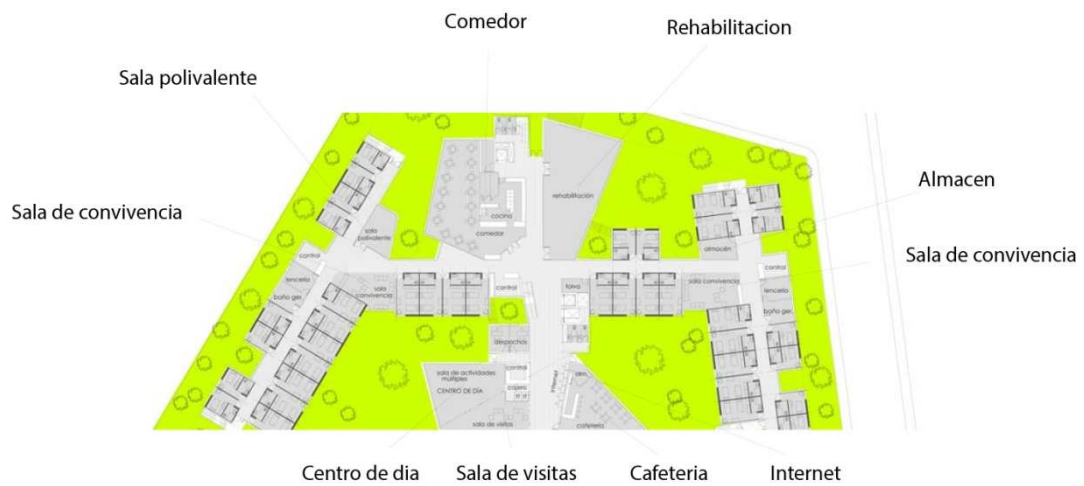 Comedor
Rehabilitacion
Sala polivalente
Almacen
Sala de convivencia
Sala de convivencia
rehabilitación
cocina
comedor
sala
polivalente
almacén
control
control
sala
convivencia
sala convivencia
lencería
lencería
baño ger.
baño ger.
control
despachos
control
sala de actividades
múltiples
CENTRO DE DÍA
internet
alm.
sala de visitas
cafetería
Centro de dia
Sala de visitas
Cafeteria
Internet